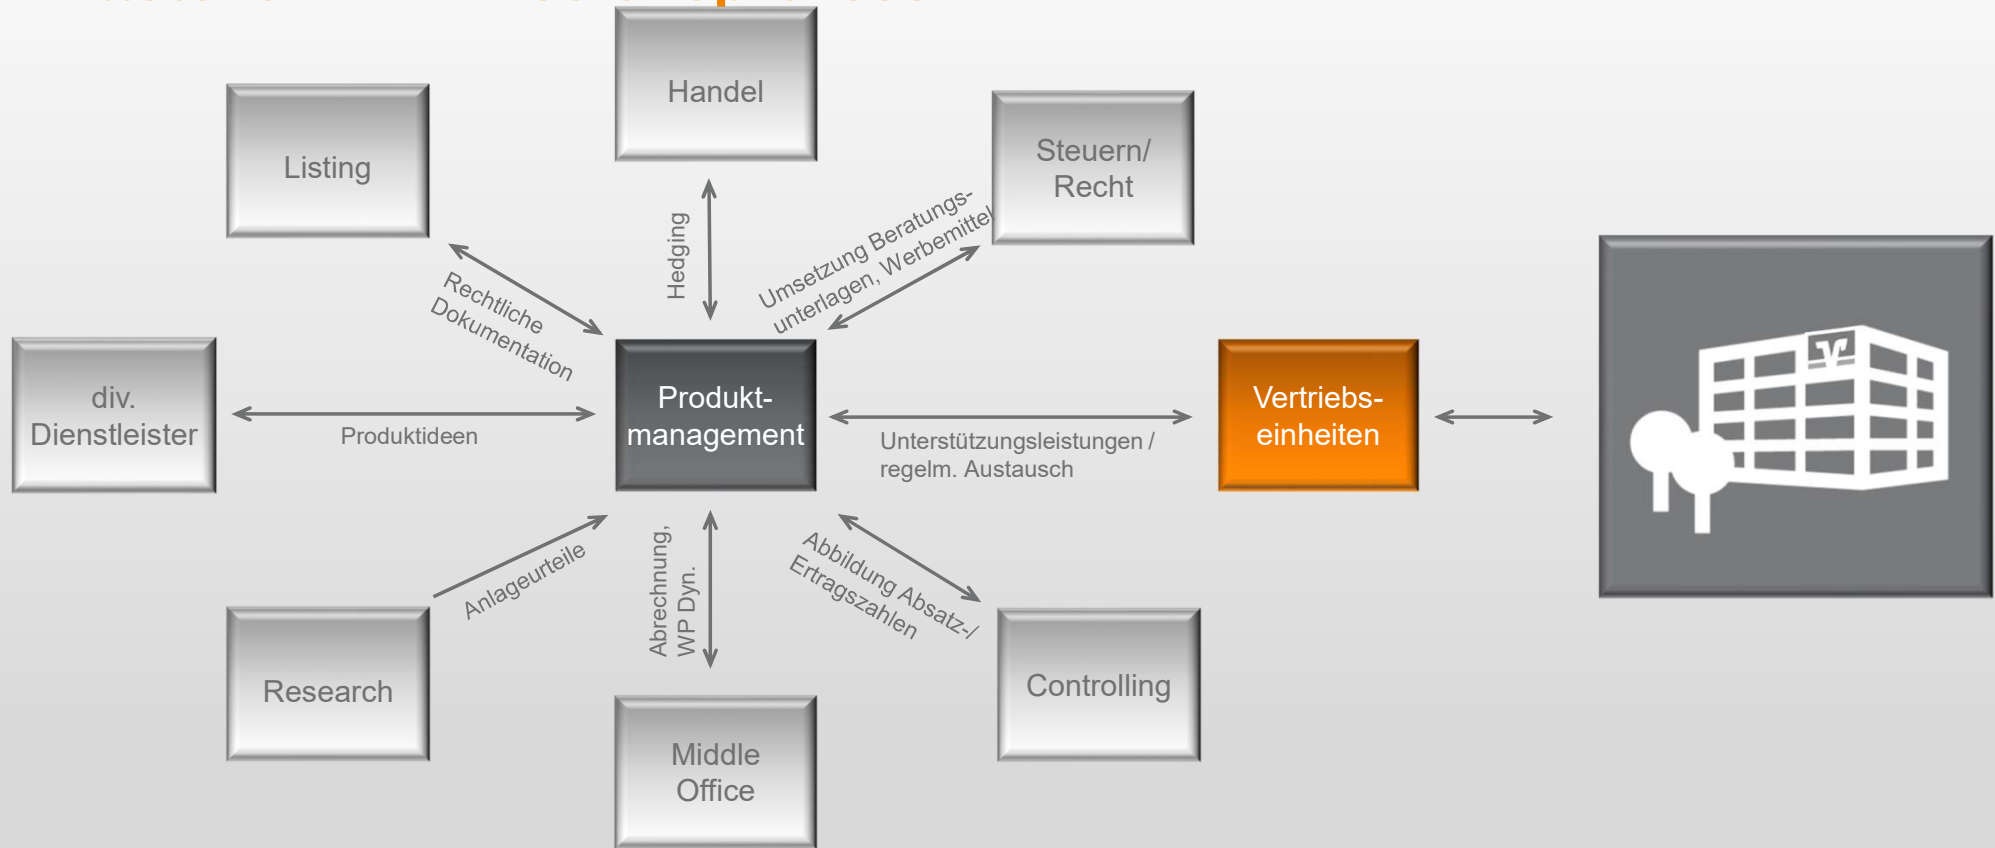 Handel
Listing
Steuern/
Recht
Hedging
Umsetzung Beratungs-
unterlagen, Werbemittel
Rechtliche
Dokumentation
div.
Dienstleister
Produktideen
Produkt-
management
Unterstützungsleistungen /
regelm. Austausch
Vertriebs-
einheiten
Anlageurteile
Abrechnung,
WP Dyn.
Abbildung Absatz-/
Ertragszahlen
Research
Middle
Office
Controlling